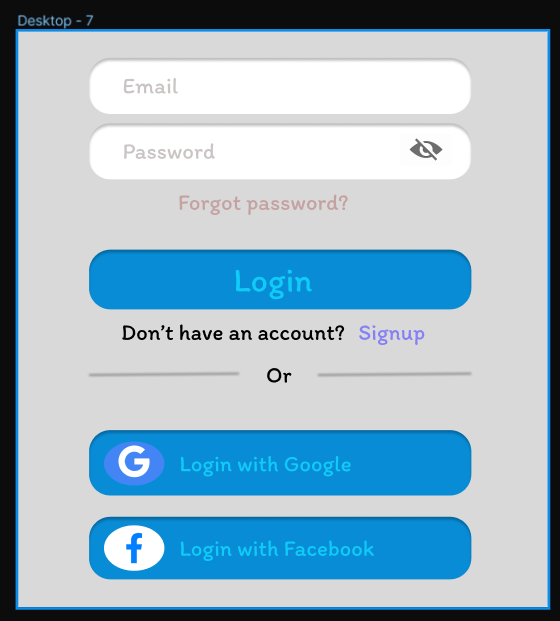 Desktop - 7
Email
Password
Forgot password?
Login
Don't have an account? Signup
Or
G Login with Google
f Login with Facebook